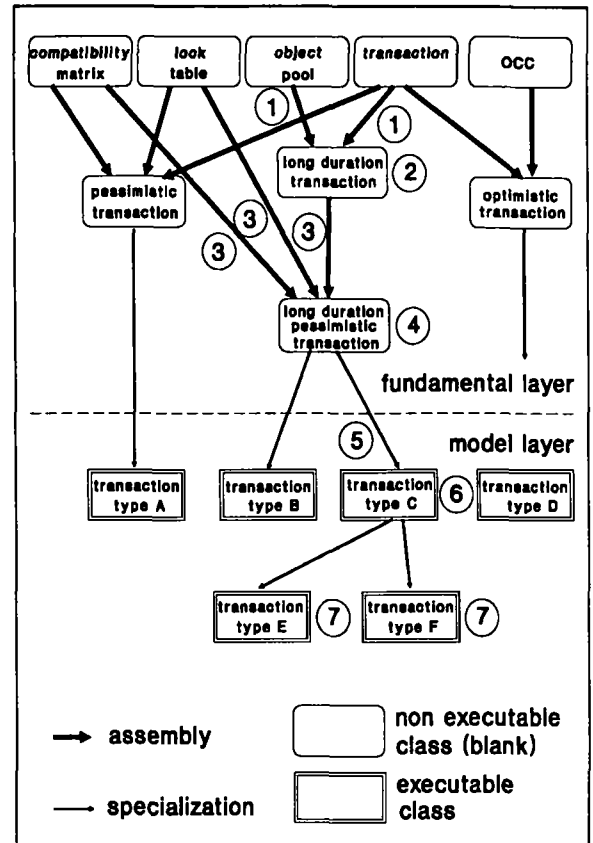 compatibility
matrix
look
table
object
pool
transaction
OCC
1
1
long duration
transaction
2
pessimistic
transaction
optimistic
transaction
3
3
3
long duration
pessimistic
transaction
4
fundamental layer
5
model layer
transaction
type A
transaction
type B
transaction
type C
6
transaction
type D
transaction
type E
7
transaction
type F
7
assembly
non executable
class (blank)
specialization
executable
class